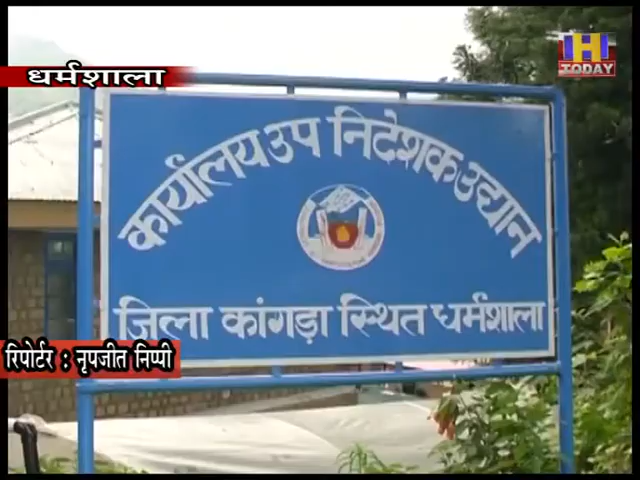 धर्मशाला
H
TODAY
कार्यालय उप निदेशक उद्यान
जिला कांगड़ा स्थित धर्मशाला
रिपोर्टर : नृपजीत निप्पी